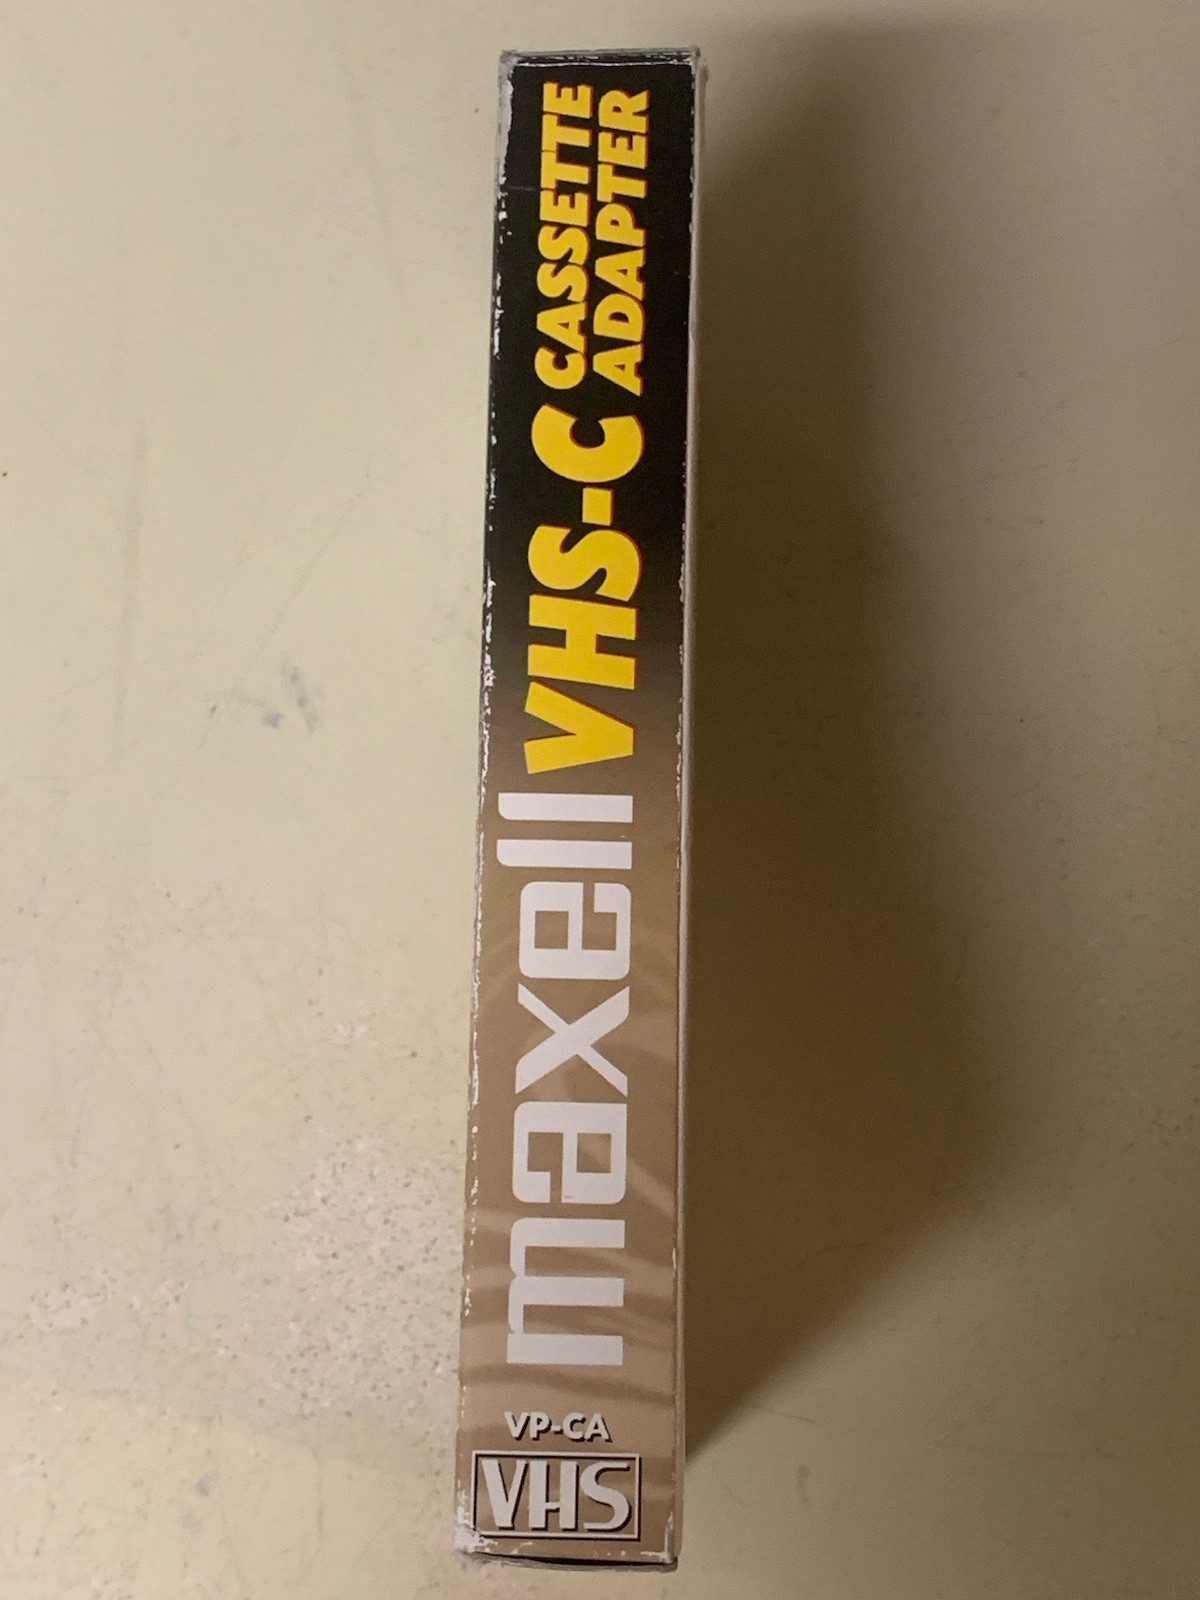 VHS
VP-CA
maxell VHS-C CASSETTE
ADAPTER